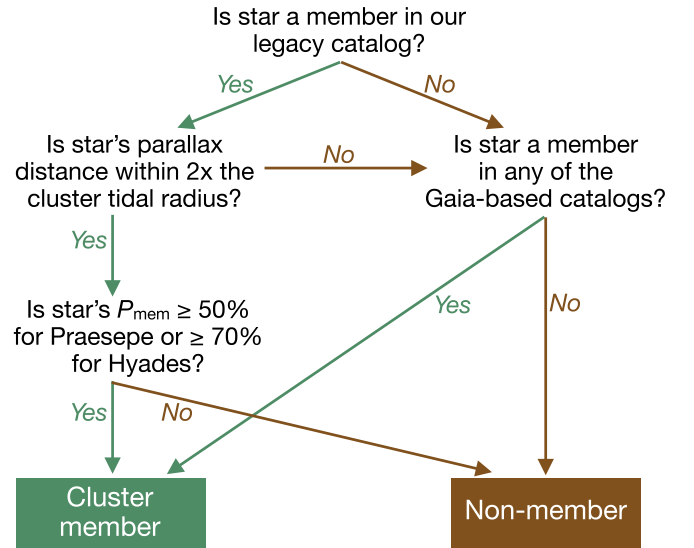 Is star a member in our
legacy catalog?
Yes
No
Is star's parallax
distance within 2x the
cluster tidal radius?
No
Is star a member
in any of the
Gaia-based catalogs?
Yes
Is star's Pmem ≥ 50%
for Praesepe or ≥ 70%
for Hyades?
Yes
No
Yes
No
Cluster
member
Non-member